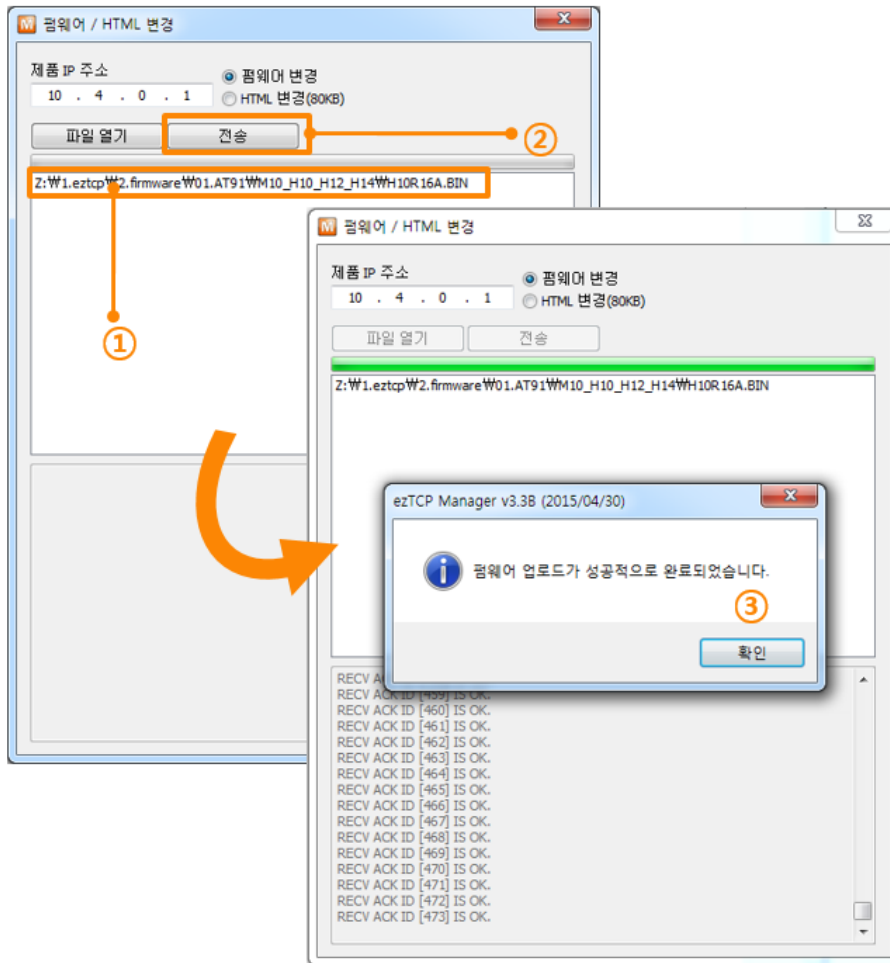 펌웨어 / HTML 변경
제품 IP 주소
펌웨어 변경
10 . 4 . 0 . 1
HTML 변경(80KB)
파일 열기
전송
②
Z:₩1.eztcp₩2.firmware₩01.AT91₩M10_H10_H12_H14₩H10R16A.BIN
①
펌웨어 / HTML 변경
제품 IP 주소
펌웨어 변경
10 . 4 . 0 . 1
HTML 변경(80KB)
파일 열기
전송
Z:₩1.eztcp₩2.firmware₩01.AT91₩M10_H10_H12_H14₩H10R16A.BIN
ezTCP Manager v3.3B (2015/04/30)
펌웨어 업로드가 성공적으로 완료되었습니다.
③
확인
RECV
RECV ACK ID [459] IS OK.
RECV ACK ID [460] IS OK.
RECV ACK ID [461] IS OK.
RECV ACK ID [462] IS OK.
RECV ACK ID [463] IS OK.
RECV ACK ID [464] IS OK.
RECV ACK ID [465] IS OK.
RECV ACK ID [466] IS OK.
RECV ACK ID [467] IS OK.
RECV ACK ID [468] IS OK.
RECV ACK ID [469] IS OK.
RECV ACK ID [470] IS OK.
RECV ACK ID [471] IS OK.
RECV ACK ID [472] IS OK.
RECV ACK ID [473] IS OK.